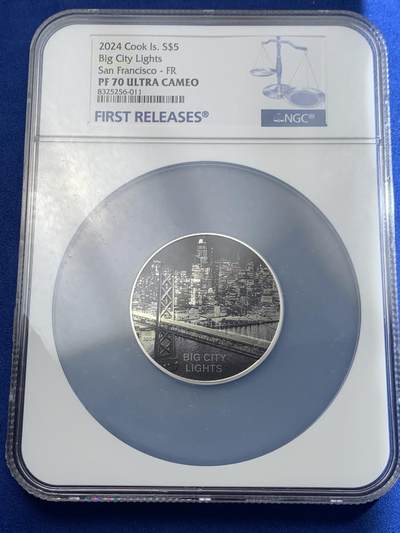 2024 Cook Is. S$5
Big City Lights
San Francisco - FR
PF 70 ULTRA CAMEO
8325256-011
FIRST RELEASES®
NGC®
2024
BIG CITY
LIGHTS